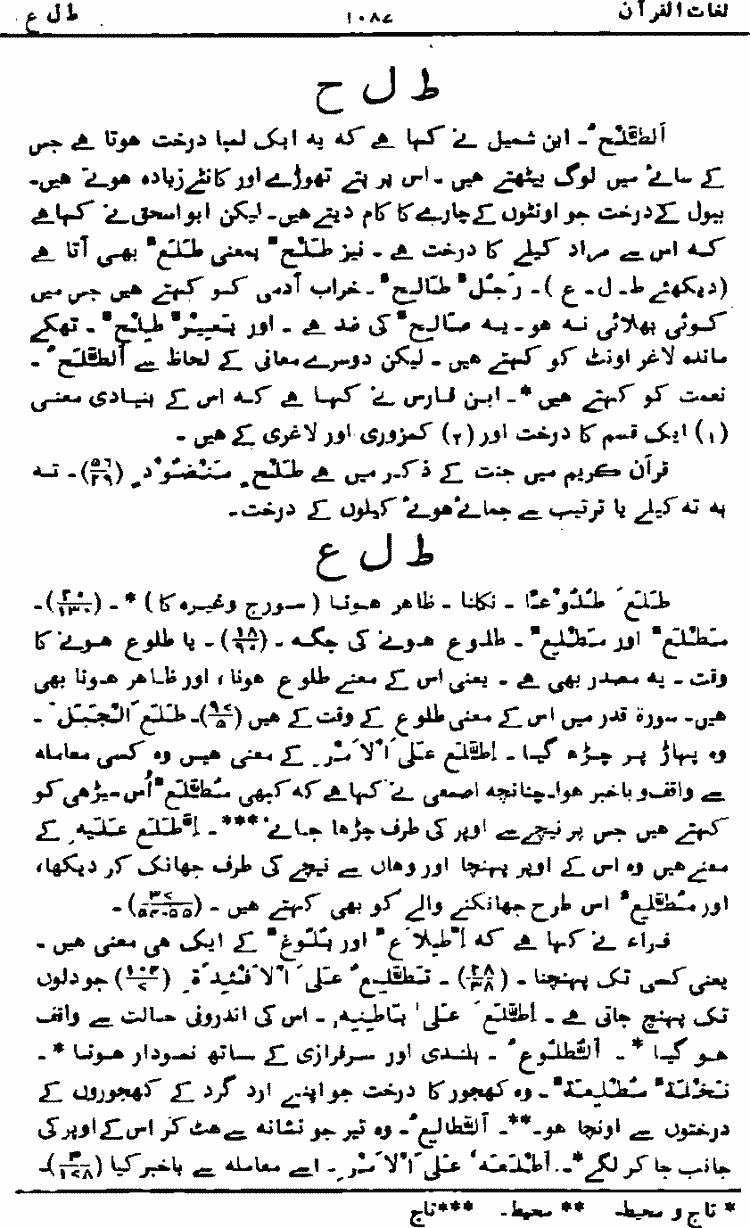 لغات القرآن ۱۰۸۷ ط ل ع
ط ل ح
اَلطَّلْحُ۔ ابن شمیل نے کہا ہے کہ یہ ایک لمبا درخت ہوتا ہے جس
کے سائے میں لوگ بیٹھتے ہیں۔ اس پر پتے تھوڑے اور کانٹے زیادہ ہوتے ہیں۔
ببول کے درخت جو اونٹوں کے چارے کا کام دیتے ہیں۔ لیکن ابو اسحق نے کہا ہے
کہ اس سے مراد کیلے کا درخت ہے۔ نیز طَلْحٌ بمعنی طَلْعٌ بھی آتا ہے
(دیکھئے ط۔ ل۔ ع)۔ رَجُلٌ طَالِحٌ۔ خراب آدمی کو کہتے ہیں جس میں
کوئی بھلائی نہ ہو۔ یہ صَالِحٌ کی ضد ہے۔ اور بَعِیْرٌ طِلْحٌ۔ تھکے
ماندہ لاغر اونٹ کو کہتے ہیں۔ لیکن دوسرے معانی کے لحاظ سے اَلطَّلْحُ۔
نعمت کو کہتے ہیں*۔ ابن فارس نے کہا ہے کہ اس کے بنیادی معنی
(۱) ایک قسم کا درخت اور (۲) کمزوری اور لاغری کے ہیں۔
قرآن کریم میں جنت کے ذکر میں ہے طَلْحٍ مَنْضُوْدٍ (۵۶/۲۹)۔ تہ
بہ تہ کیلے یا ترتیب سے جمائے ہوئے کیلوں کے درخت۔
ط ل ع
طَلَعَ طُلُوْعًا۔ نکلنا۔ ظاہر ہونا (سورج وغیرہ کا)*۔ (۲۰/۱۳۰)۔
مَطْلَعٌ اور مَطْلِعٌ۔ طلوع ہونے کی جگہ۔ (۱۸/۹۰)۔ یا طلوع ہونے کا
وقت۔ یہ مصدر بھی ہے۔ یعنی اس کے معنے طلوع ہونا، اور ظاہر ہونا بھی
ہیں۔ سورۃ قدر میں اس کے معنی طلوع کے وقت کے ہیں (۹۷/۵)۔ طَلَعَ الْجَبَلَ۔
وہ پہاڑ پر چڑھ گیا۔ اِطَّلَعَ عَلَی الْاَمْرِ کے معنی ہیں وہ کسی معاملہ
سے واقف و باخبر ہوا۔ چنانچہ اصمعی نے کہا ہے کہ کبھی مُطَّلَعٌ اُس سیڑھی کو
کہتے ہیں جس پر نیچے سے اوپر کی طرف چڑھا جائے***۔ اِطَّلَعَ عَلَیْہِ کے
معنے ہیں وہ اس کے اوپر پہنچا اور وہاں سے نیچے کی طرف جھانک کر دیکھا،
اور مُطَّلِعٌ اس طرح جھانکنے والے کو بھی کہتے ہیں۔ (۳۷/۵۴-۵۵)۔
فراء نے کہا ہے کہ اِطِّلَاعٌ اور بُلُوْغٌ کے ایک ہی معنی ہیں۔
یعنی کسی تک پہنچنا۔ (۲۸/۳۸)۔ تَطَّلِعُ عَلَی الْاَفْئِدَۃِ (۱۰۴/۷) جو دلوں
تک پہنچ جاتی ہے۔ اِطَّلَعَ عَلٰی بَاطِنِہِ۔ اس کی اندرونی حالت سے واقف
ہو گیا*۔ اَلطُّلُوْعُ۔ بلندی اور سرفرازی کے ساتھ نمودار ہونا*۔
نَخْلَةٌ مُطْلِعَةٌ۔ وہ کھجور کا درخت جو اپنے ارد گرد کے کھجوروں کے
درختوں سے اونچا ہو۔**۔ اَلطَّالِعُ۔ وہ تیر جو نشانہ سے ہٹ کر اس کے اوپر کی
جانب جا کر لگے*۔ اَطْلَعَہُ عَلَی الْاَمْرِ۔ اسے معاملہ سے باخبر کیا (۳/۱۷۸)۔
* تاج و محیط۔ ** محیط۔ ***تاج